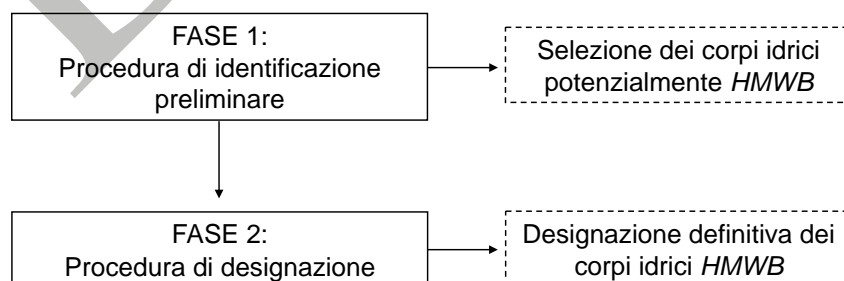 FASE 1:
Procedura di identificazione
preliminare
Selezione dei corpi idrici
potenzialmente HMWB
FASE 2:
Procedura di designazione
Designazione definitiva dei
corpi idrici HMWB